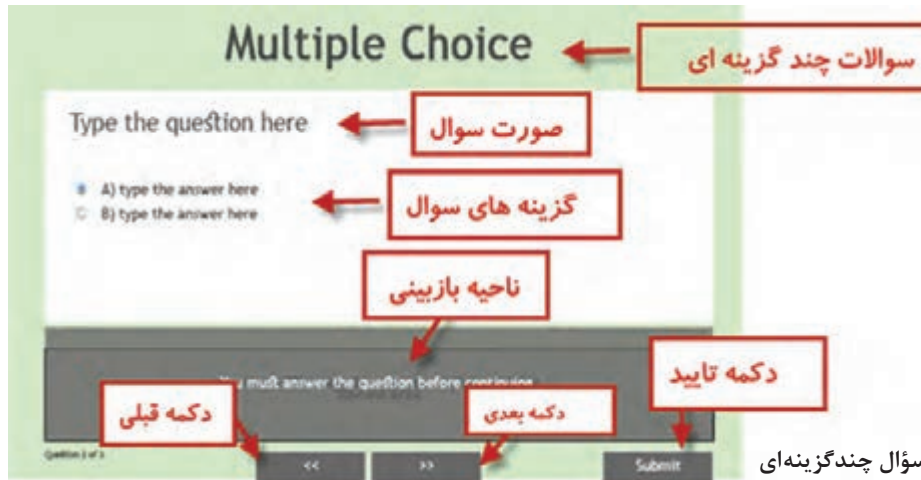 Multiple Choice
سوالات چند گزینه ای
Type the question here
صورت سوال
A) type the answer here
B) type the answer here
گزینه های سوال
ناحیه بازبینی
You must answer the question before continuing
دکمه تایید
دکمه قبلی
دکمه بعدی
<<
>>
Submit
سؤال چندگزینه‌ای